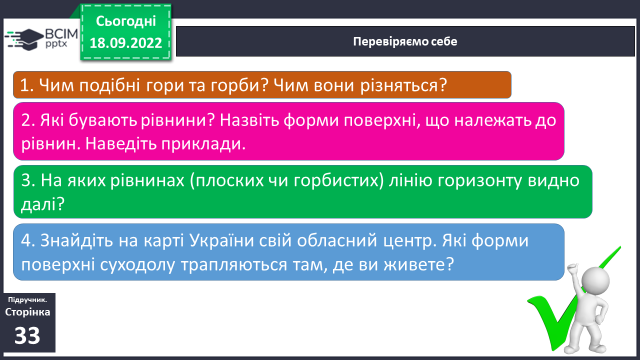 Сьогодні
18.09.2022
BCIM
pptx
Перевіряємо себе
1. Чим подібні гори та горби? Чим вони різняться?
2. Які бувають рівнини? Назвіть форми поверхні, що належать до
рівнин. Наведіть приклади.
3. На яких рівнинах (плоских чи горбистих) лінію горизонту видно
далі?
4. Знайдіть на карті України свій обласний центр. Які форми
поверхні суходолу трапляються там, де ви живете?
Підручник.
Сторінка
33